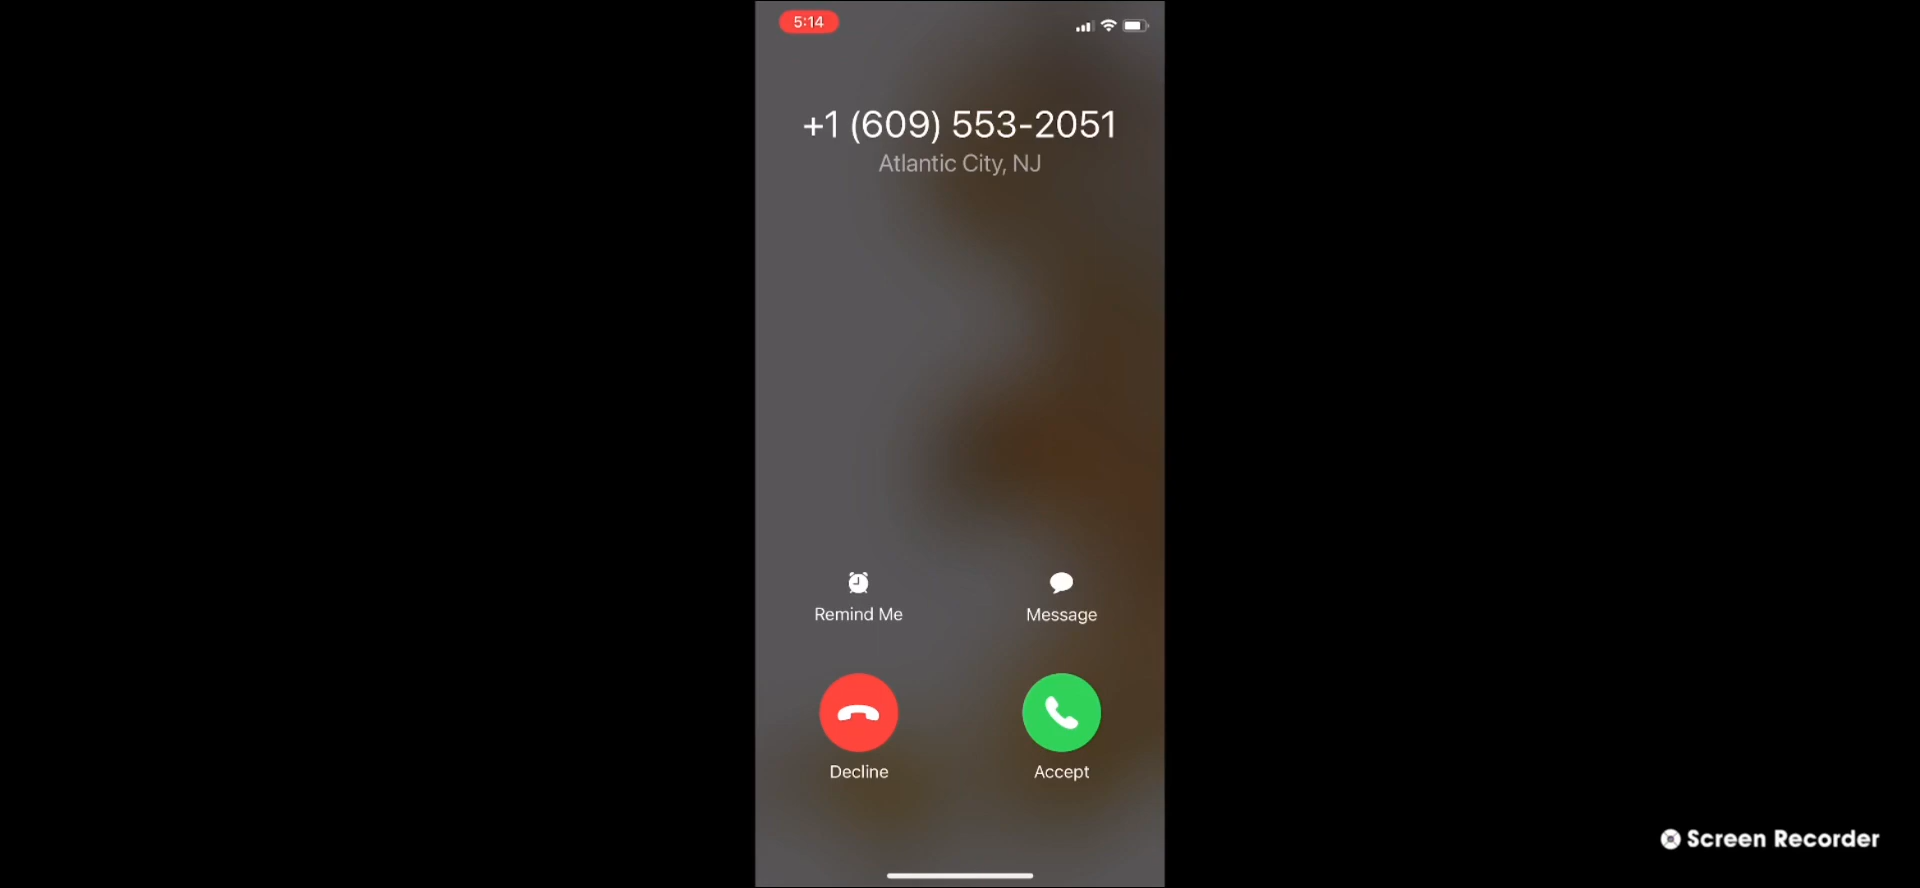 5:14
+1 (609) 553-2051
Atlantic City, NJ
Remind Me
Message
Decline
Accept
Screen Recorder